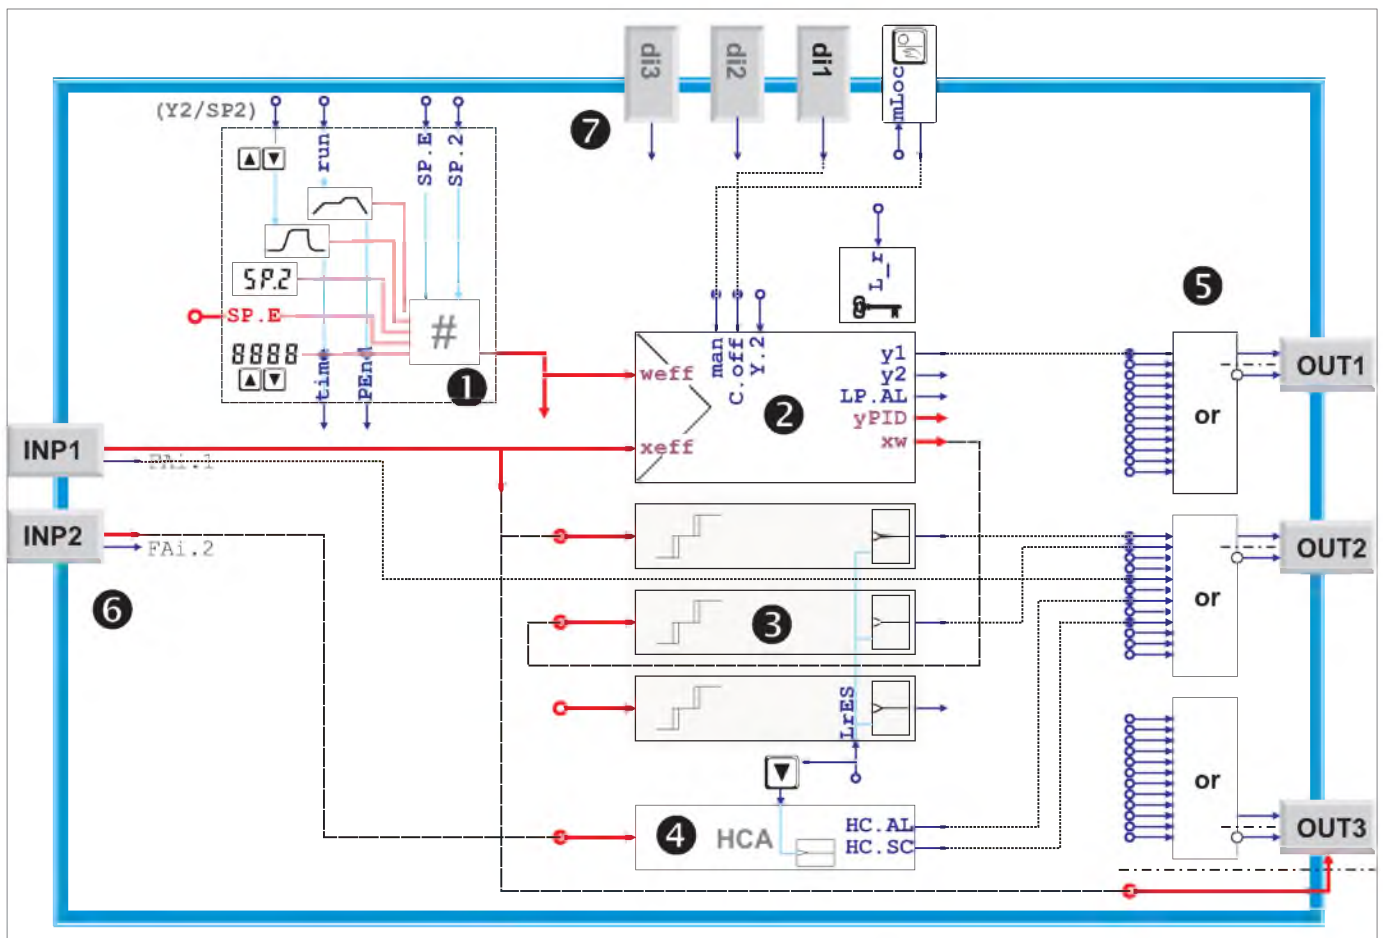 di3
di2
di1
mLoc
7
(Y2/SP2)
run
SP.E
SP.2
SP.2
SP.E
8888
#
1
time
PEnd
L_r
5
man
C.off
Y.2
weff
xeff
2
y1
y2
LP.AL
yPID
xw
or
OUT1
INP1
FAi.1
INP2
FAi.2
6
3
or
OUT2
LrES
4
HCA
HC.AL
HC.SC
or
OUT3